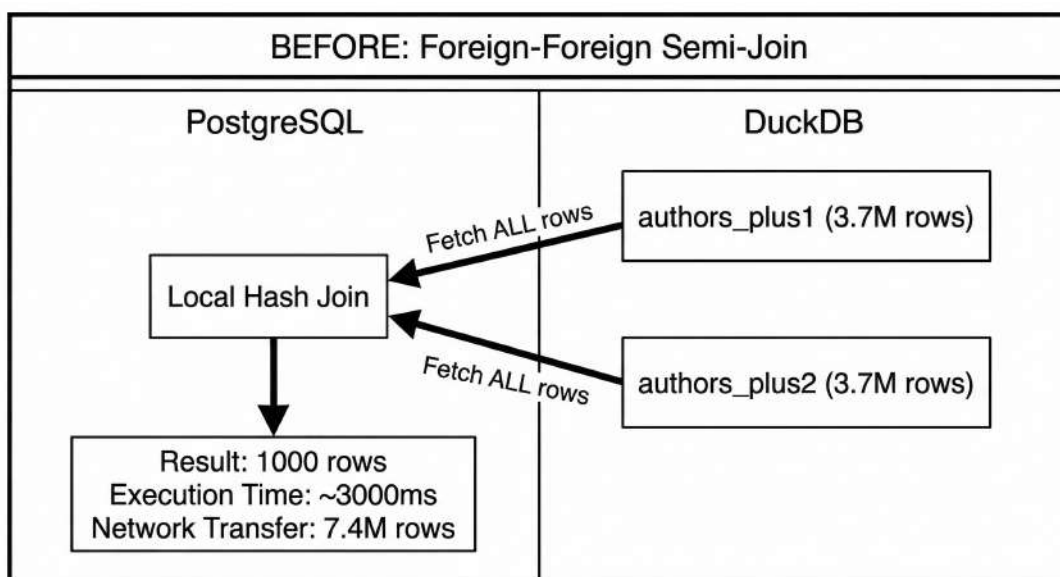 BEFORE: Foreign-Foreign Semi-Join
PostgreSQL
DuckDB
Fetch ALL rows
authors_plus1 (3.7M rows)
Local Hash Join
Fetch ALL rows
authors_plus2 (3.7M rows)
Result: 1000 rows
Execution Time: ~3000ms
Network Transfer: 7.4M rows